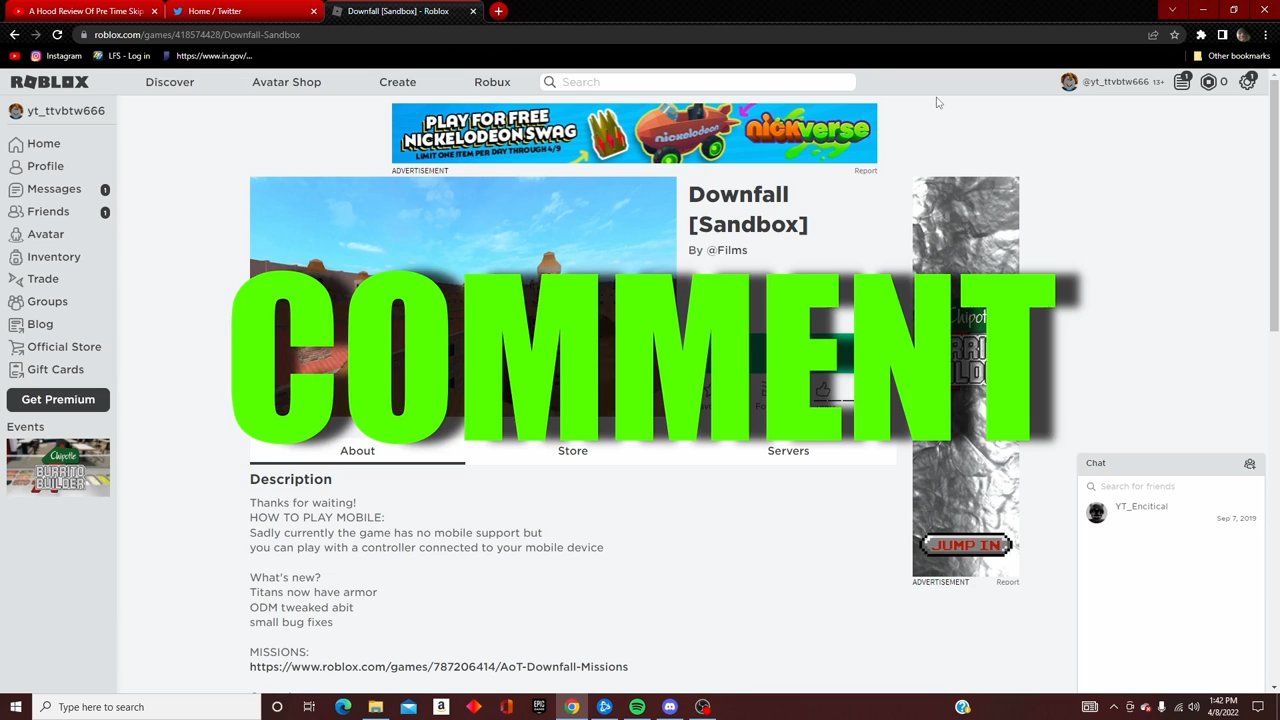 A Hood Review Of Pre Time Skip
Home / Twitter
Downfall [Sandbox] - Roblox
roblox.com/games/418574428/Downfall-Sandbox
Instagram
LFS - Log in
https://www.in.gov/...
Other bookmarks
ROBLOX
Discover
Avatar Shop
Create
Robux
Search
@yt_ttvbtw666 13+
1
0
1
yt_ttvbtw666
Home
Profile
Messages 1
Friends 1
Avatar
Inventory
Trade
Groups
Blog
Official Store
Gift Cards
Get Premium
Events
Chipotle
BURRITO
BUILDER
PLAY FOR FREE
NICKELODEON SWAG
LIMIT ONE ITEM PER DAY THROUGH 4/9
nickelodeon
nickverse
ADVERTISEMENT
Report
Downfall
[Sandbox]
By @Films
COMMENT
Chipotle
About
Store
Servers
Description
Thanks for waiting!
HOW TO PLAY MOBILE:
Sadly currently the game has no mobile support but
you can play with a controller connected to your mobile device
What's new?
Titans now have armor
ODM tweaked abit
small bug fixes
MISSIONS:
https://www.roblox.com/games/787206414/AoT-Downfall-Missions
JUMP IN
ADVERTISEMENT
Report
Chat
Search for friends
YT_Encitical
Sep 7, 2019
Type here to search
1:42 PM
4/8/2022